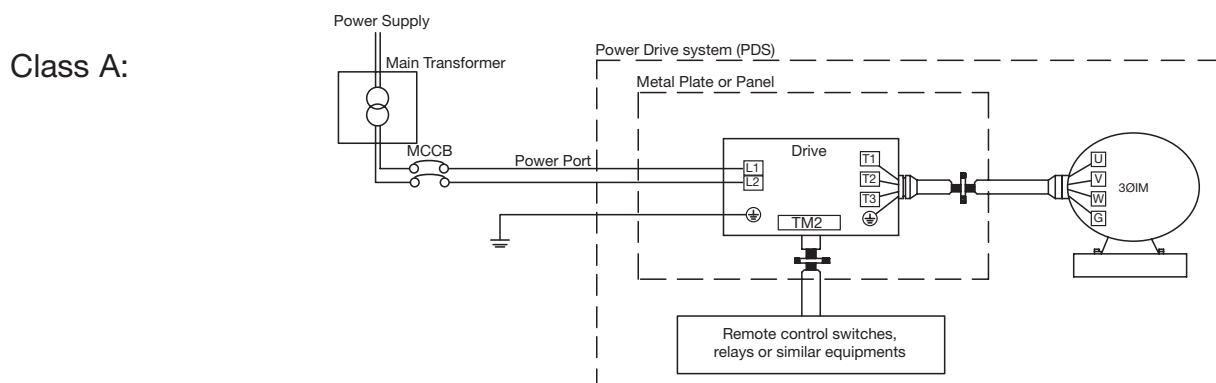 Power Supply
Class A:
Main Transformer
Power Drive system (PDS)
Metal Plate or Panel
MCCB
Power Port
Drive
L1
L2
T1
T2
T3
TM2
U
V
W
G
3ØIM
Remote control switches,
relays or similar equipments